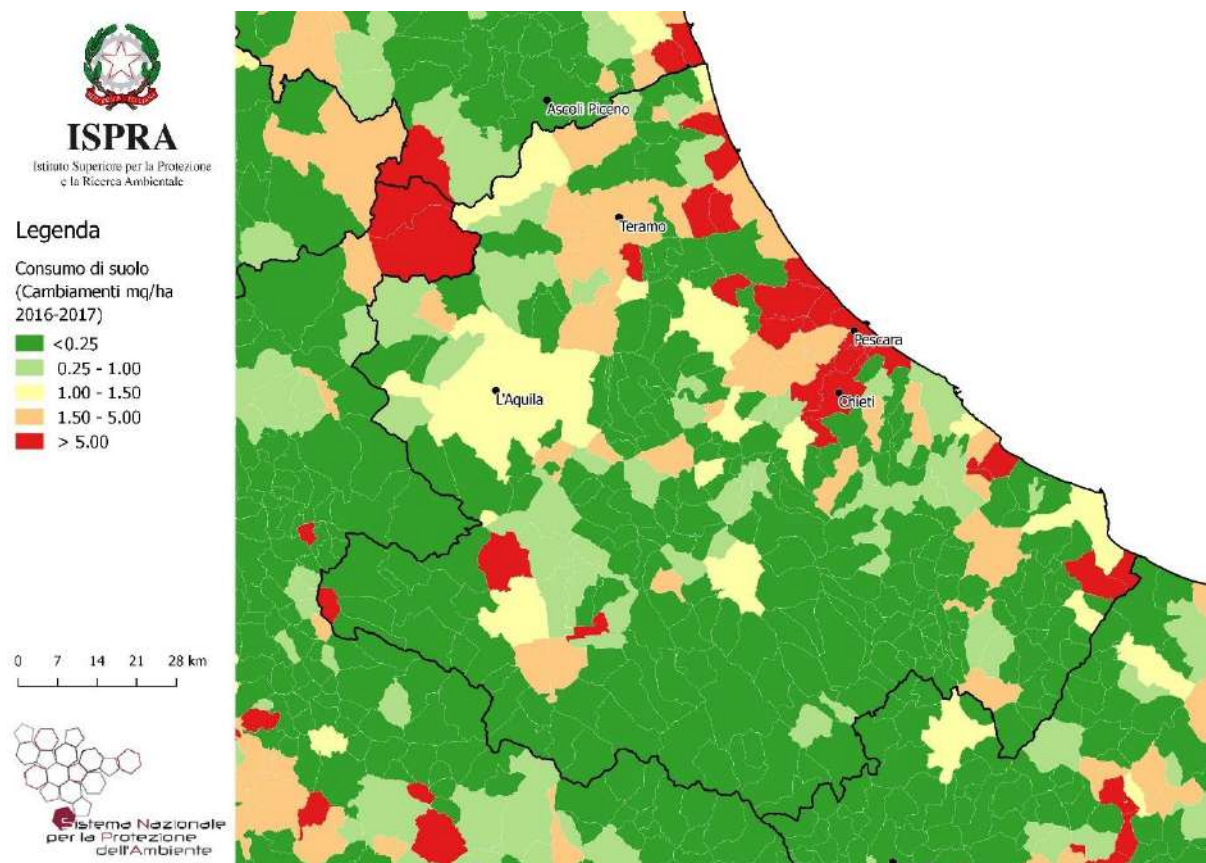 ISPRA
Istituto Superiore per la Protezione
e la Ricerca Ambientale
Legenda
Consumo di suolo
(Cambiamenti mq/ha
2016-2017)
<0.25
0.25 - 1.00
1.00 - 1.50
1.50 - 5.00
> 5.00
0 7 14 21 28 km
Sistema Nazionale
per la Protezione
dell'Ambiente
Ascoli Piceno
Teramo
Pescara
L'Aquila
Chieti